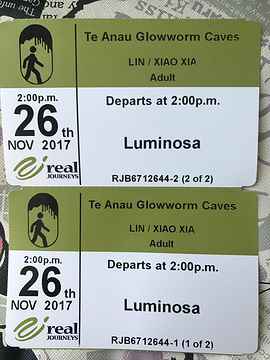 Te Anau Glowworm Caves
LIN / XIAO XIA
Adult
2:00p.m.
26th
NOV 2017
Departs at 2:00p.m.
Luminosa
real
JOURNEYS
RJB6712644-2 (2 of 2)
Te Anau Glowworm Caves
LIN / XIAO XIA
Adult
2:00p.m.
26th
NOV 2017
Departs at 2:00p.m.
Luminosa
real
JOURNEYS
RJB6712644-1 (1 of 2)